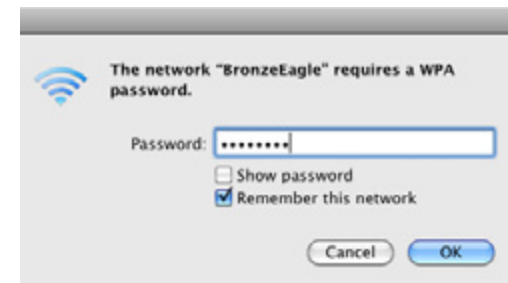 The network "BronzeEagle" requires a WPA
password.
Password: ••••••••
Show password
Remember this network
Cancel OK